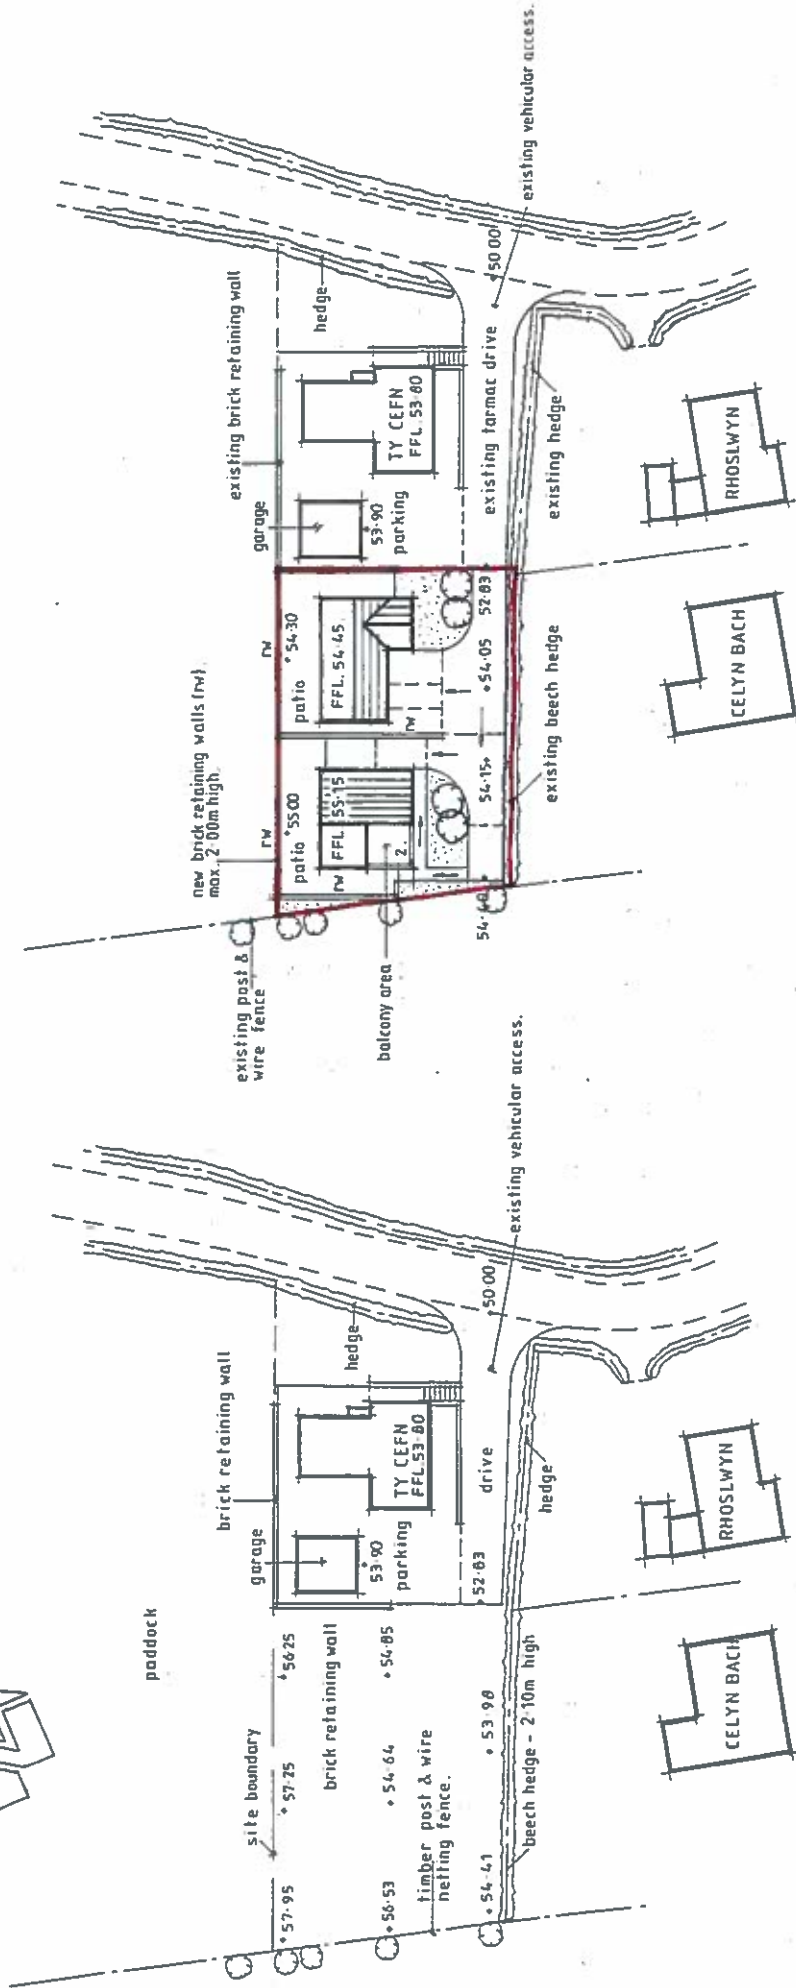 paddock
site boundary
57·95
57·25
56·25
brick retaining wall
56·53
54·64
54·85
timber post & wire
netting fence.
54·41
53·98
52·83
beech hedge - 2·10m high
garage
brick retaining wall
53·90
parking
TY CEFN
FFL.53·80
hedge
drive
50·00
existing vehicular access.
hedge
CELYN BACH
RHOSLWYN
existing post &
wire fence
new brick retaining walls (rw).
max. 2·00m high.
rw
rw
patio
55·00
patio
54·30
rw
FFL.
55·15
FFL. 54·45
2.
rw
balcony area
54·15
54·05
52·83
existing beech hedge
garage
existing brick retaining wall
53·90
parking
TY CEFN
FFL. 53·80
hedge
existing tarmac drive
50·00
existing vehicular access.
existing hedge
CELYN BACH
RHOSLWYN